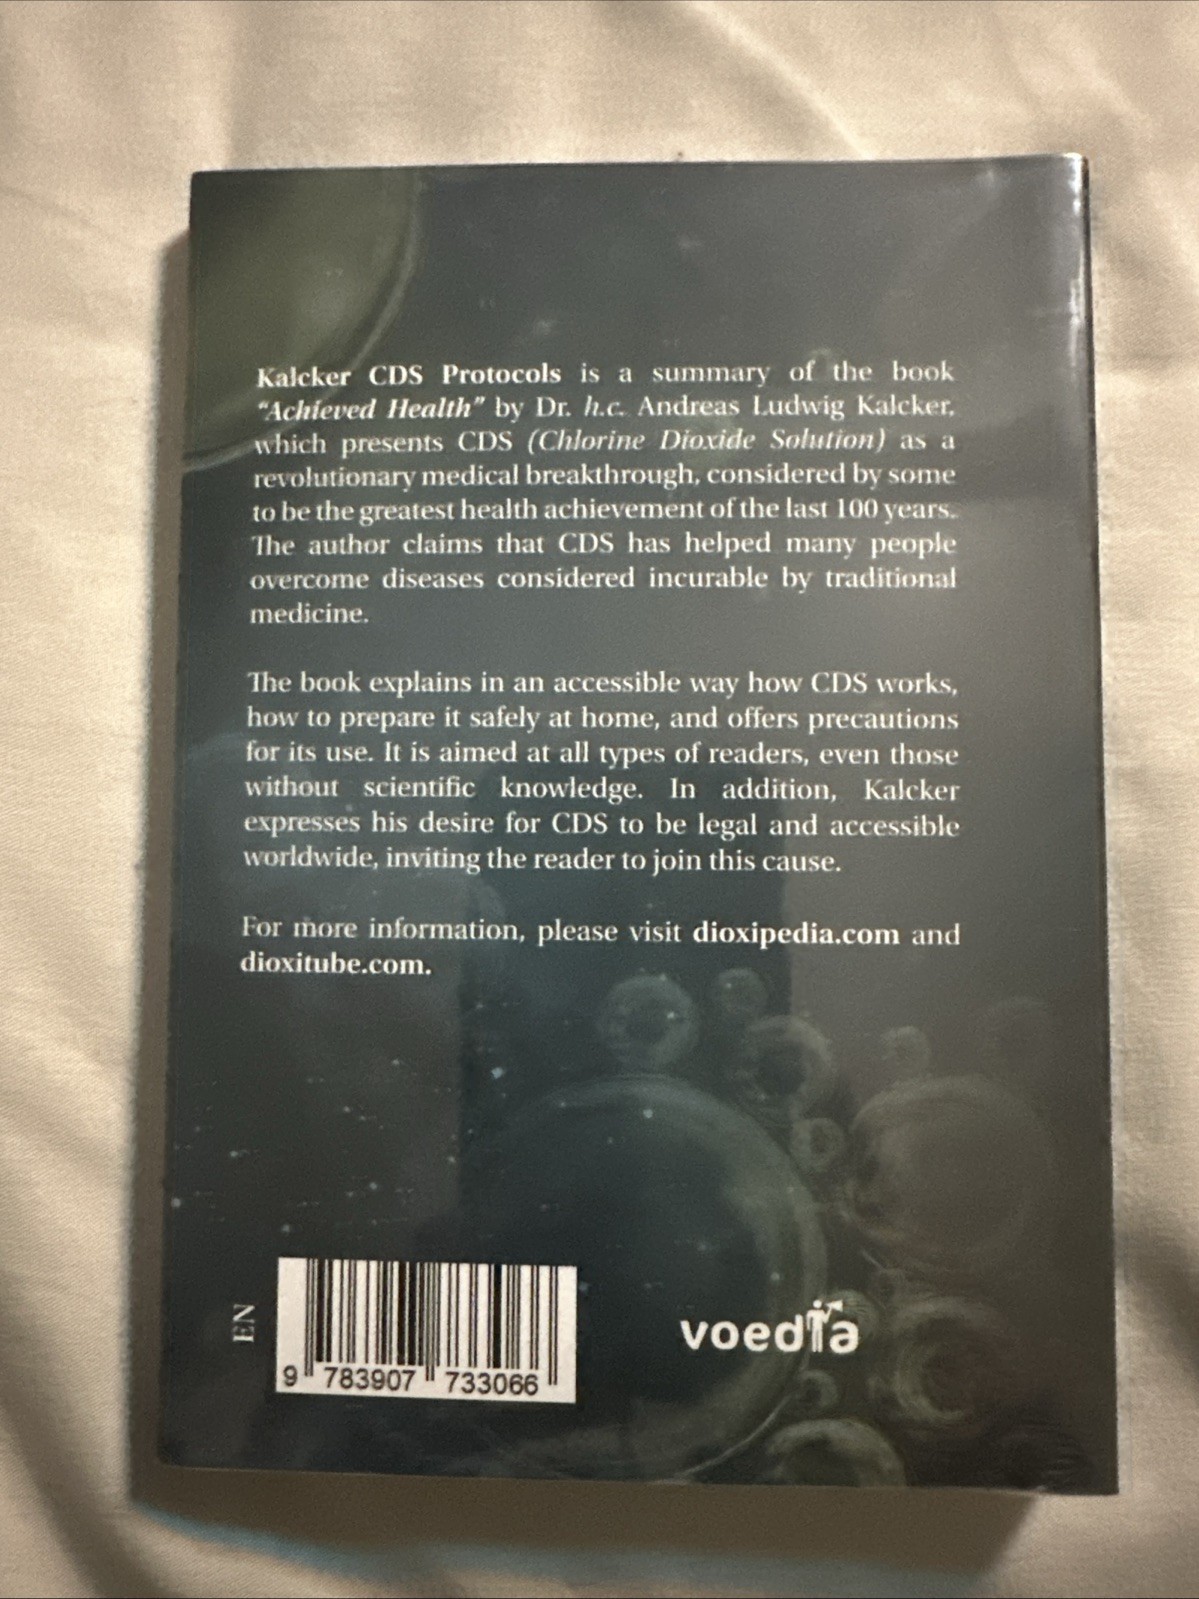 Kalcker CDS Protocols is a summary of the book
"Achieved Health" by Dr. h.c. Andreas Ludwig Kalcker,
which presents CDS (Chlorine Dioxide Solution) as a
revolutionary medical breakthrough, considered by some
to be the greatest health achievement of the last 100 years.
The author claims that CDS has helped many people
overcome diseases considered incurable by traditional
medicine.
The book explains in an accessible way how CDS works,
how to prepare it safely at home, and offers precautions
for its use. It is aimed at all types of readers, even those
without scientific knowledge. In addition, Kalcker
expresses his desire for CDS to be legal and accessible
worldwide, inviting the reader to join this cause.
For more information, please visit dioxipedia.com and
dioxitube.com.
EN
9 783907 733066
voedia